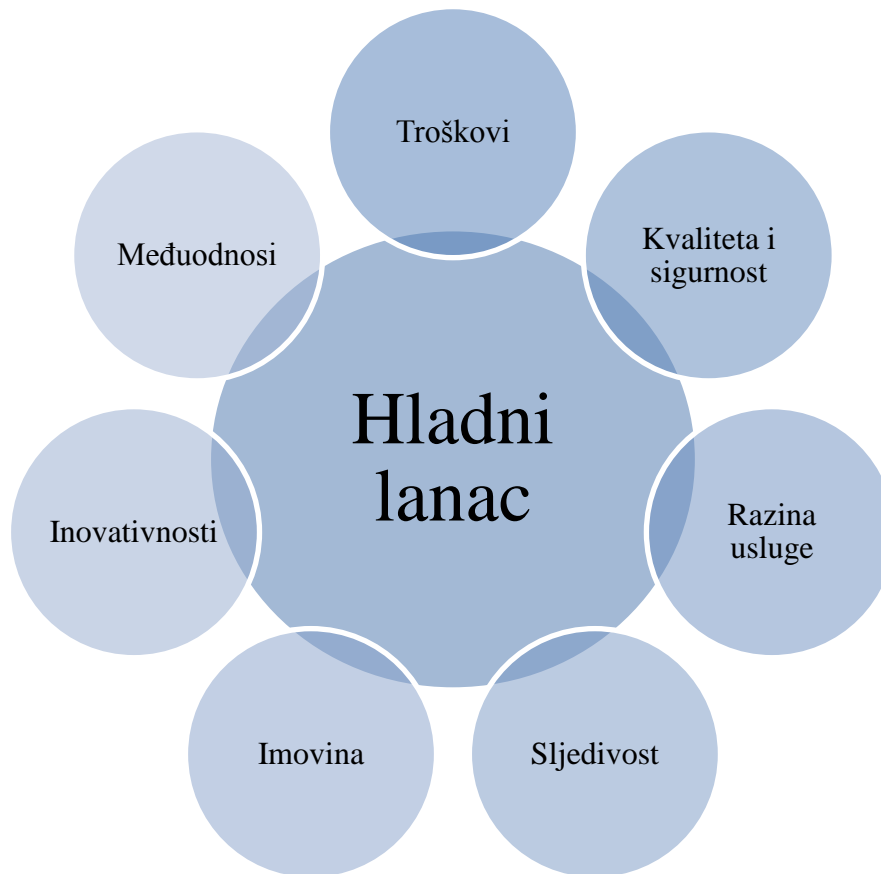 Troškovi
Kvaliteta i
sigurnost
Razina
usluge
Sljedivost
Imovina
Inovativnosti
Međuodnosi
Hladni
lanac